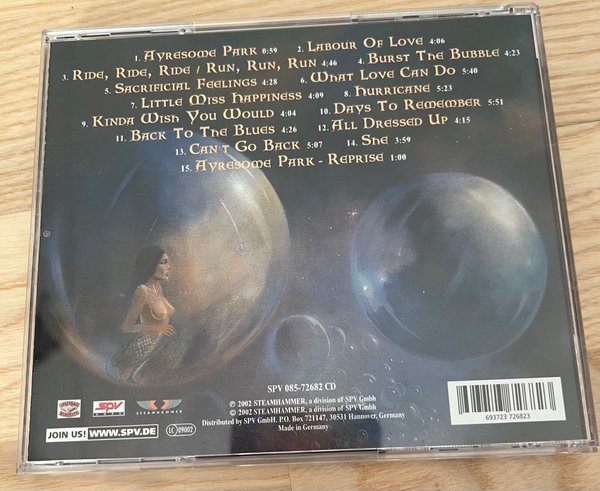 1. Ayresome Park 0:59 2. Labour Of Love 4:06
3. Ride, Ride, Ride / Run, Run, Run 4:46 4. Burst The Bubble 4:23
5. Sacrificial Feelings 4:28 6. What Love Can Do 5:40
7. Little Miss Happiness 4:09 8. Hurricane 5:23
9. Kinda Wish You Would 4:04 10. Days To Remember 5:51
11. Back To The Blues 4:26 12. All Dressed Up 4:15
13. Can't Go Back 5:07 14. She 3:59
15. Ayresome Park - Reprise 1:00
SPV 085-72682 CD
℗ 2002 STEAMHAMMER, a division of SPV Gmbh
© 2002 STEAMHAMMER, a division of SPV Gmbh
Distributed by SPV GmbH. P.O. Box 721147, 30531 Hannover, Germany
Made in Germany
SPV
STEAMHAMMER
JOIN US! WWW.SPV.DE
LC 09002
693723 726823